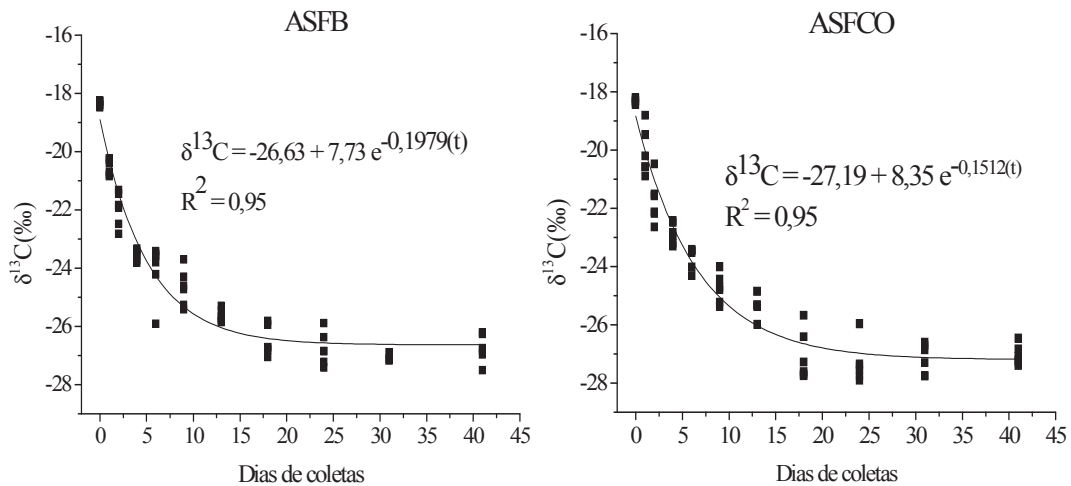 ASFB
-16
-18
-20
-22
-24
-26
-28
δ¹³C(‰)
δ¹³C = -26,63 + 7,73 e^-0,1979(t)
R² = 0,95
0 5 10 15 20 25 30 35 40 45
Dias de coletas
ASFCO
-16
-18
-20
-22
-24
-26
-28
δ¹³C(‰)
δ¹³C = -27,19 + 8,35 e^-0,1512(t)
R² = 0,95
0 5 10 15 20 25 30 35 40 45
Dias de coletas